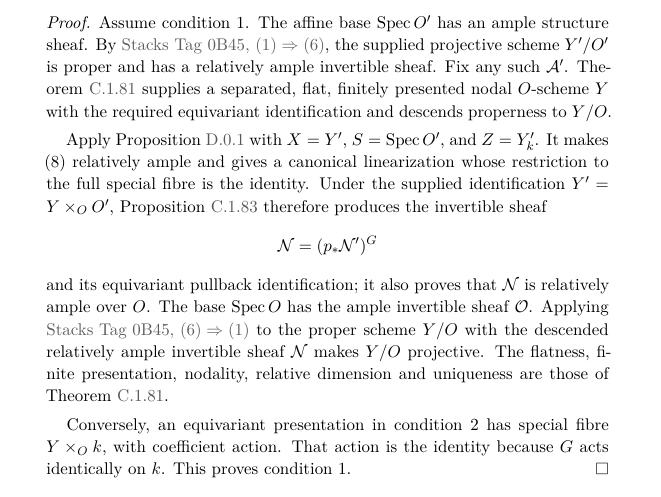 Proof. Assume condition 1. The affine base Spec O′ has an ample structure
sheaf. By Stacks Tag 0B45, (1) ⇒ (6), the supplied projective scheme Y′/O′
is proper and has a relatively ample invertible sheaf. Fix any such 𝒜′. The-
orem C.1.81 supplies a separated, flat, finitely presented nodal O-scheme Y
with the required equivariant identification and descends properness to Y/O.
Apply Proposition D.0.1 with X = Y′, S = Spec O′, and Z = Y′ₖ. It makes
(8) relatively ample and gives a canonical linearization whose restriction to
the full special fibre is the identity. Under the supplied identification Y′ =
Y ×_O O′, Proposition C.1.83 therefore produces the invertible sheaf
𝒩 = (p∗𝒩′)^G
and its equivariant pullback identification; it also proves that 𝒩 is relatively
ample over O. The base Spec O has the ample invertible sheaf 𝒪. Applying
Stacks Tag 0B45, (6) ⇒ (1) to the proper scheme Y/O with the descended
relatively ample invertible sheaf 𝒩 makes Y/O projective. The flatness, fi-
nite presentation, nodality, relative dimension and uniqueness are those of
Theorem C.1.81.
Conversely, an equivariant presentation in condition 2 has special fibre
Y ×_O k, with coefficient action. That action is the identity because G acts
identically on k. This proves condition 1. □